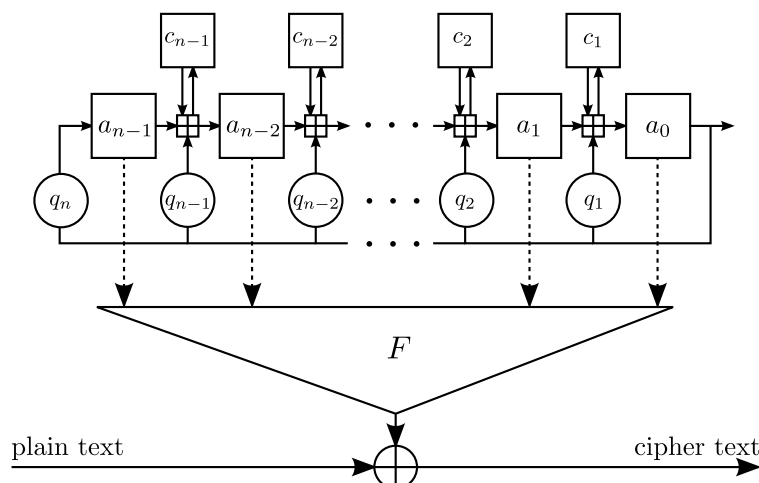 c_{n-1} c_{n-2} c_2 c_1
a_{n-1} a_{n-2} · · · a_1 a_0
q_n q_{n-1} q_{n-2} · · · q_2 q_1
· · ·
F
plain text cipher text